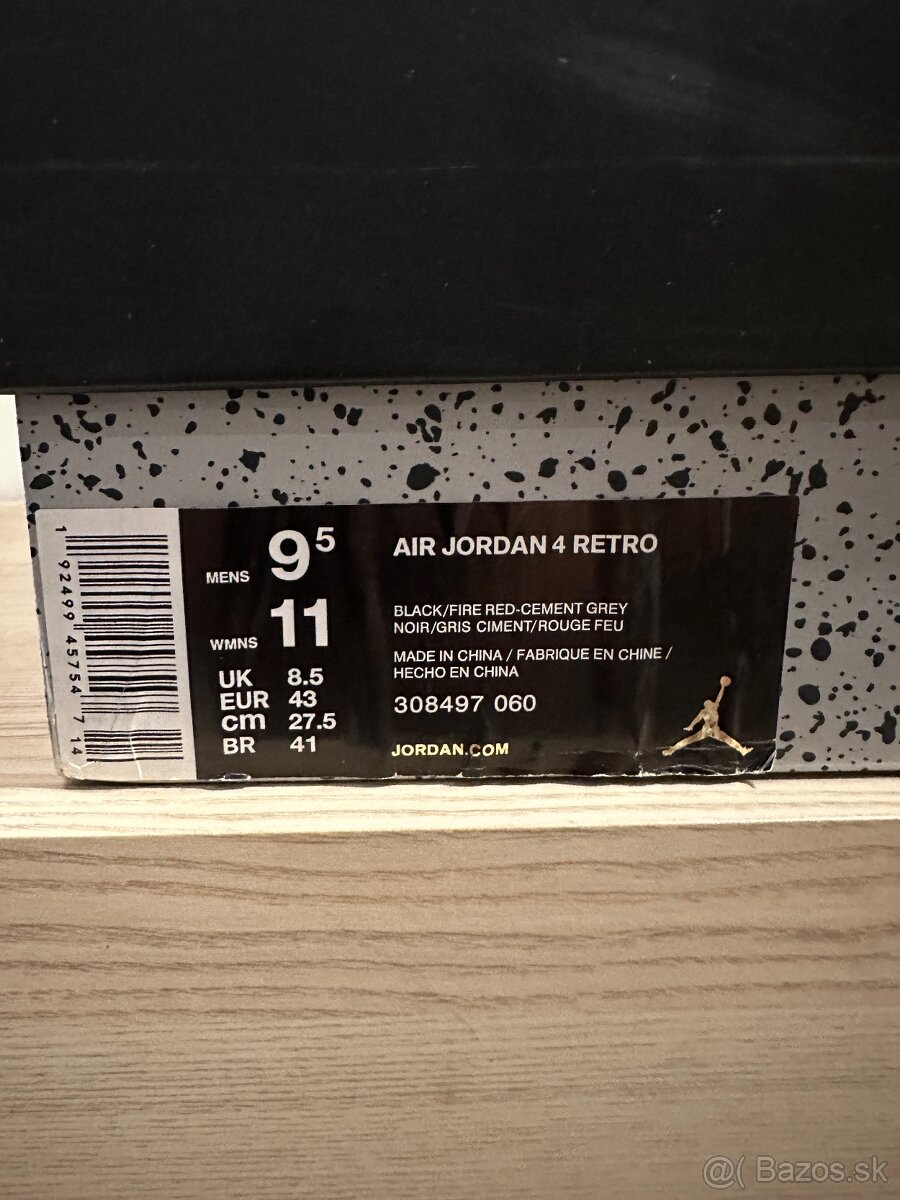 1 92499 45754 7 14
MENS 9 5
WMNS 11
UK 8.5
EUR 43
cm 27.5
BR 41
AIR JORDAN 4 RETRO
BLACK/FIRE RED-CEMENT GREY
NOIR/GRIS CIMENT/ROUGE FEU
MADE IN CHINA / FABRIQUE EN CHINE /
HECHO EN CHINA
308497 060
JORDAN.COM
@( Bazos.sk